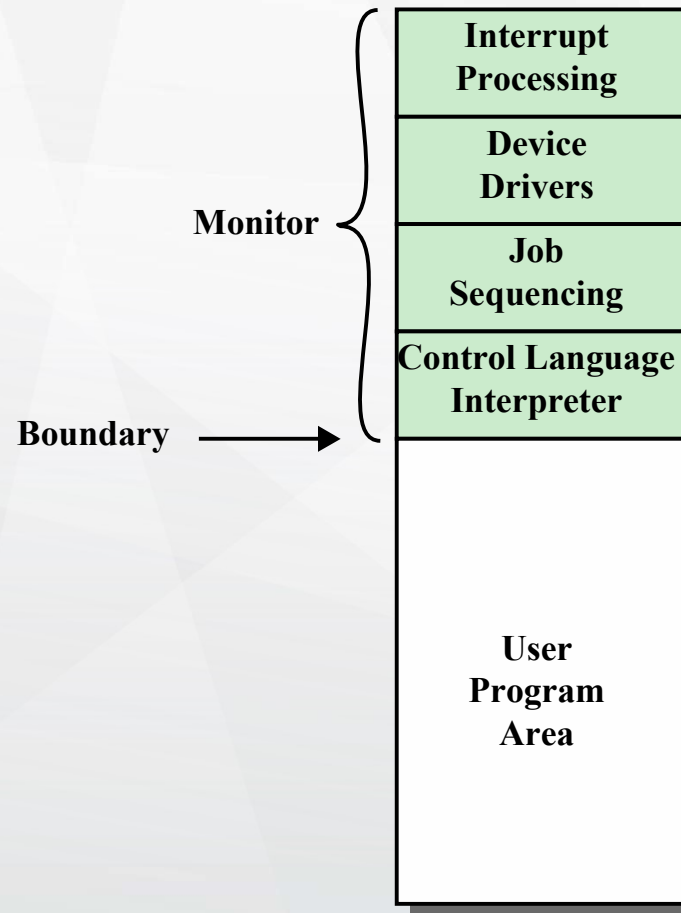 Interrupt
Processing
Device
Drivers
Monitor
Job
Sequencing
Control Language
Interpreter
Boundary
User
Program
Area